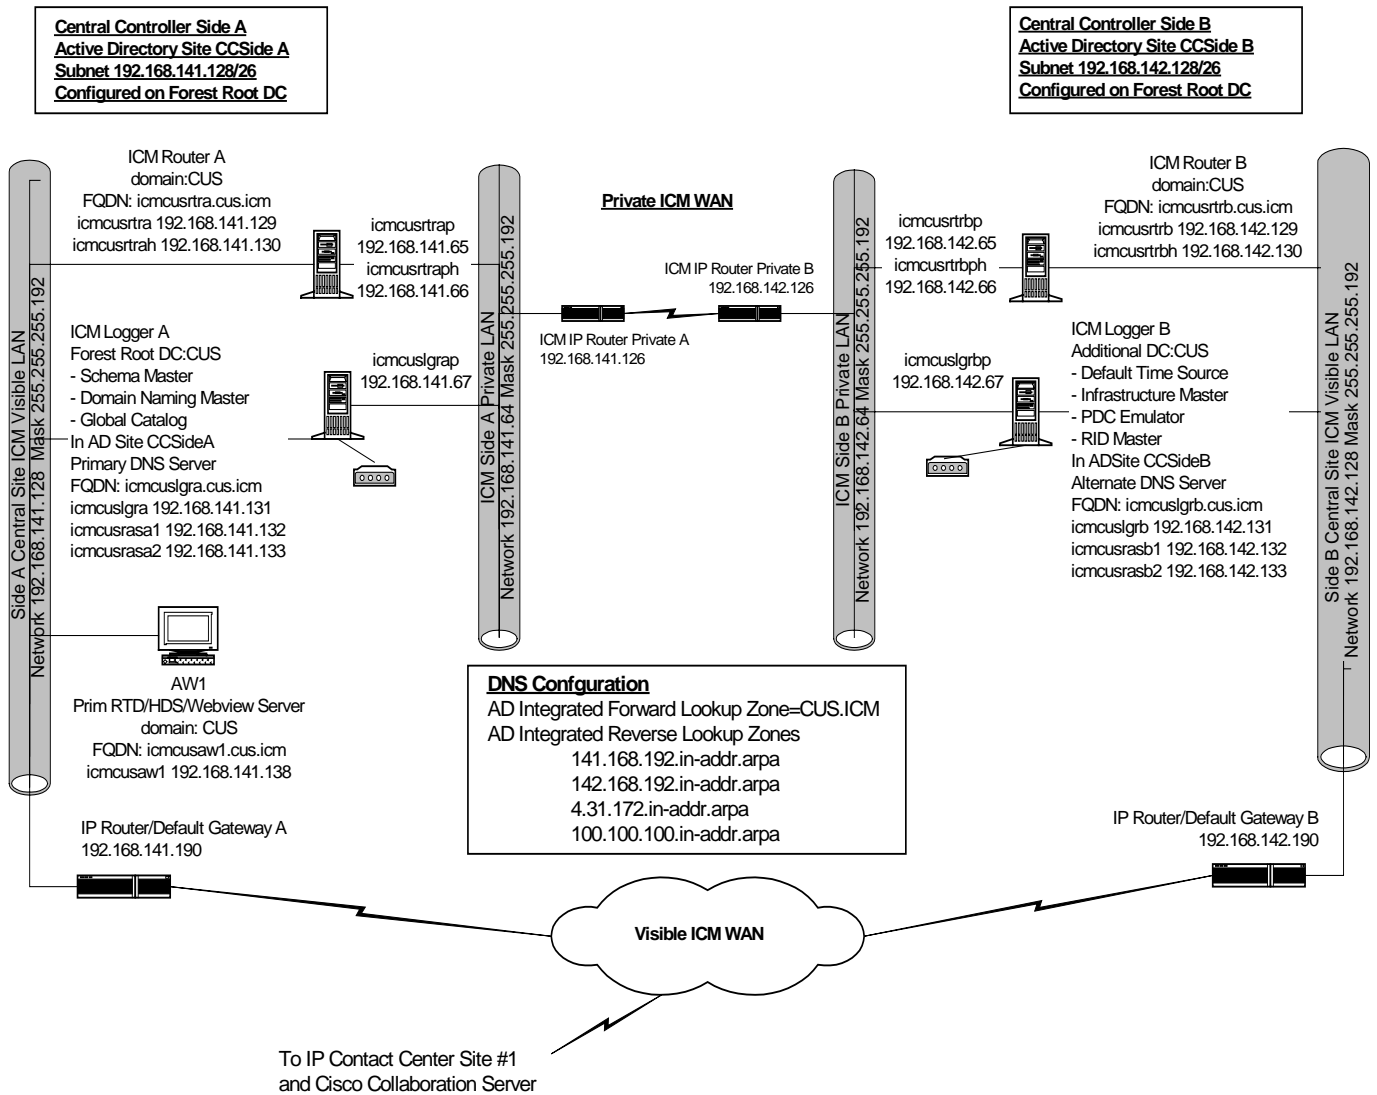 Central Controller Side A
Active Directory Site CCSide A
Subnet 192.168.141.128/26
Configured on Forest Root DC
Central Controller Side B
Active Directory Site CCSide B
Subnet 192.168.142.128/26
Configured on Forest Root DC
Side A Central Site ICM Visible LAN
Network 192.168.141.128 Mask 255.255.255.192
ICM Router A
domain:CUS
FQDN: icmcusrtra.cus.icm
icmcusrtra 192.168.141.129
icmcusrtrah 192.168.141.130
icmcusrtrap
192.168.141.65
icmcusrtraph
192.168.141.66
ICM Side A Private LAN
Network 192.168.141.64 Mask 255.255.255.192
Private ICM WAN
ICM IP Router Private B
192.168.142.126
ICM IP Router Private A
192.168.141.126
ICM Side B Private LAN
Network 192.168.142.64 Mask 255.255.255.192
icmcusrtrbp
192.168.142.65
icmcusrtrbph
192.168.142.66
ICM Router B
domain:CUS
FQDN: icmcusrtrb.cus.icm
icmcusrtrb 192.168.142.129
icmcusrtrbh 192.168.142.130
Side B Central Site ICM Visible LAN
Network 192.168.142.128 Mask 255.255.255.192
ICM Logger A
Forest Root DC:CUS
- Schema Master
- Domain Naming Master
- Global Catalog
In AD Site CCSideA
Primary DNS Server
FQDN: icmcuslgra.cus.icm
icmcuslgra 192.168.141.131
icmcusrasa1 192.168.141.132
icmcusrasa2 192.168.141.133
icmcuslgrap
192.168.141.67
icmcuslgrbp
192.168.142.67
ICM Logger B
Additional DC:CUS
- Default Time Source
- Infrastructure Master
- PDC Emulator
- RID Master
In ADSite CCSideB
Alternate DNS Server
FQDN: icmcuslgrb.cus.icm
icmcuslgrb 192.168.142.131
icmcusrasb1 192.168.142.132
icmcusrasb2 192.168.142.133
AW1
Prim RTD/HDS/Webview Server
domain: CUS
FQDN: icmcusaw1.cus.icm
icmcusaw1 192.168.141.138
DNS Confguration
AD Integrated Forward Lookup Zone=CUS.ICM
AD Integrated Reverse Lookup Zones
141.168.192.in-addr.arpa
142.168.192.in-addr.arpa
4.31.172.in-addr.arpa
100.100.100.in-addr.arpa
IP Router/Default Gateway A
192.168.141.190
IP Router/Default Gateway B
192.168.142.190
Visible ICM WAN
To IP Contact Center Site #1
and Cisco Collaboration Server